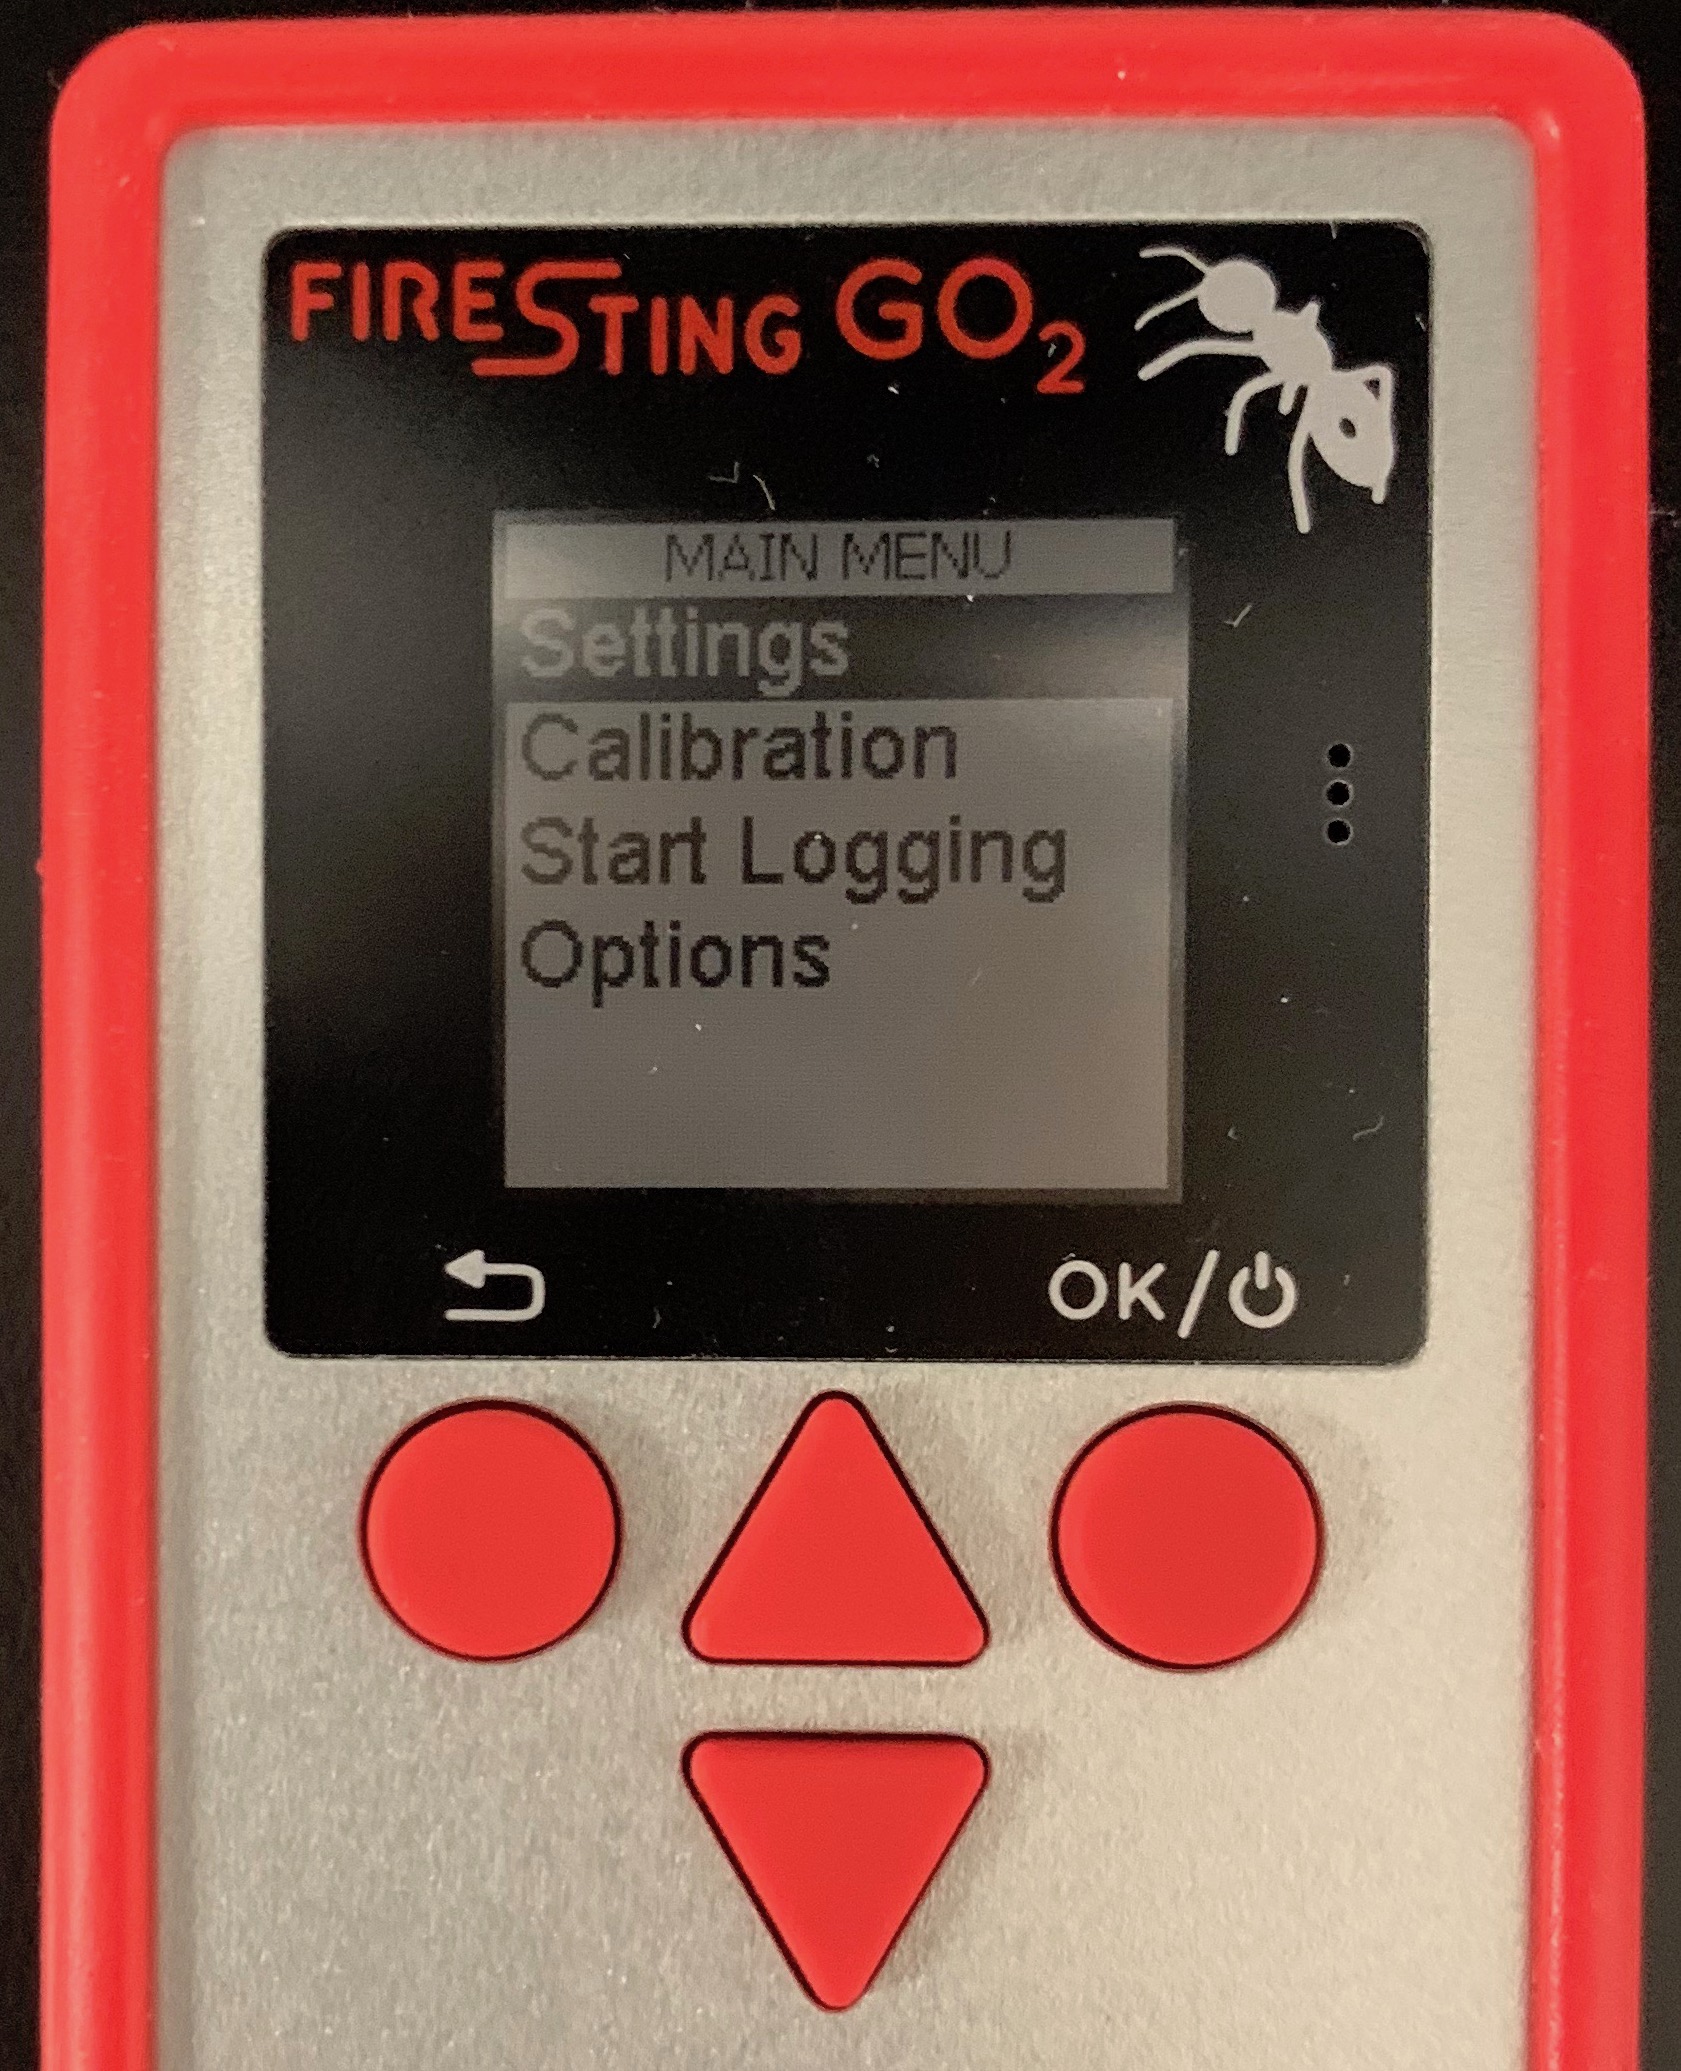 FIRESTING GO₂
MAIN MENU
Settings
Calibration
Start Logging
Options
OK/